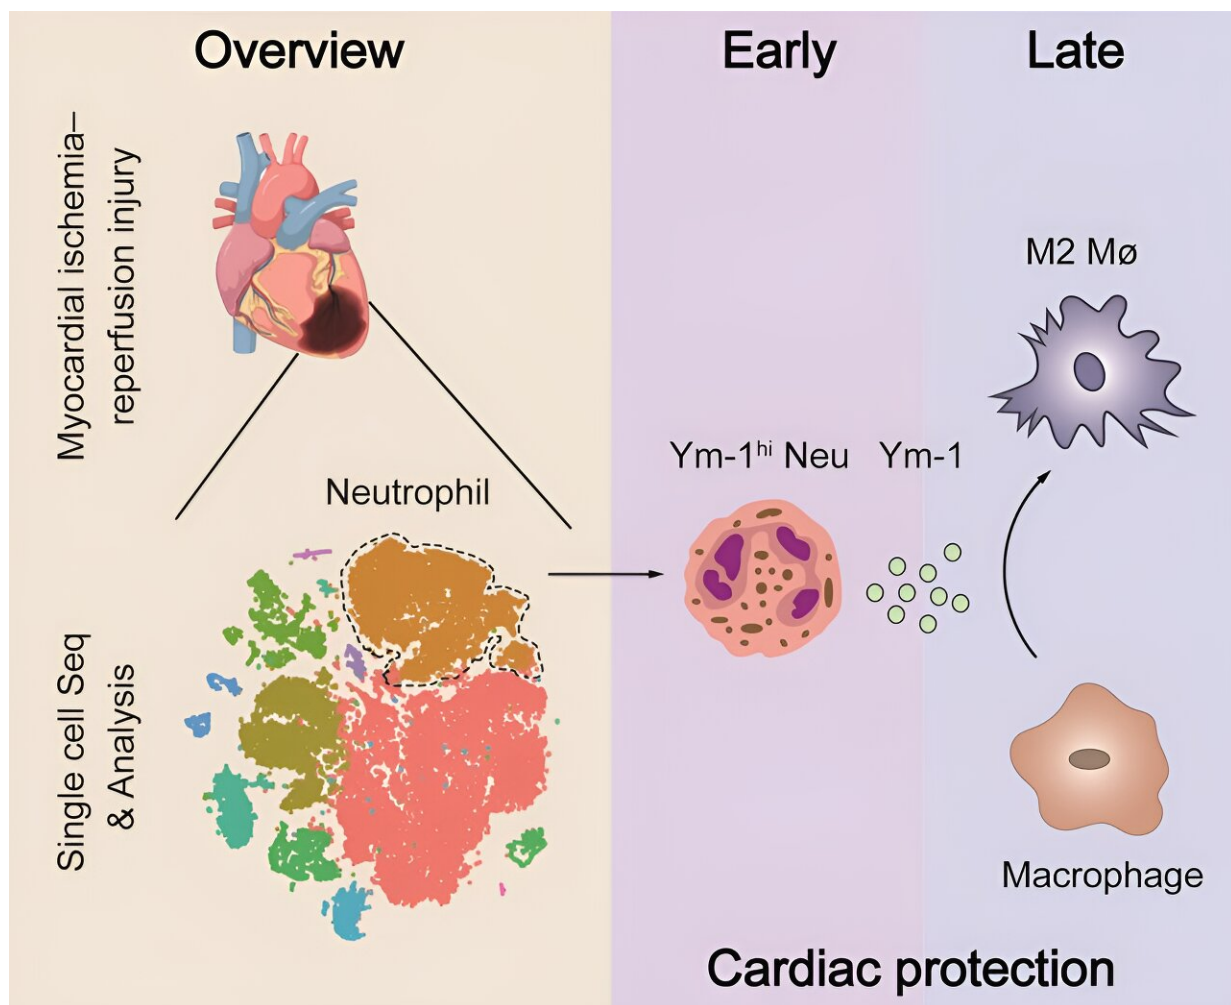 Overview
Early
Late
Myocardial ischemia–
reperfusion injury
M2 Mø
Ym-1ʰⁱ Neu
Ym-1
Neutrophil
Single cell Seq
& Analysis
Macrophage
Cardiac protection